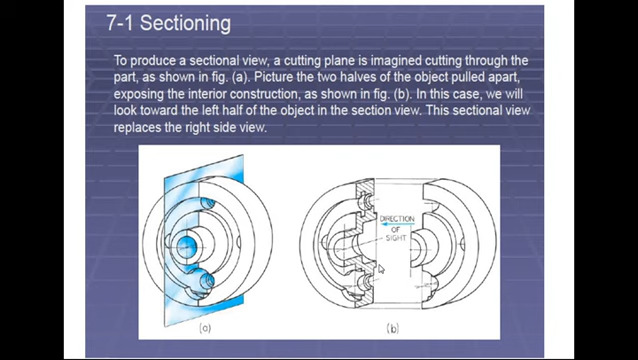 7-1 Sectioning
To produce a sectional view, a cutting plane is imagined cutting through the
part, as shown in fig. (a). Picture the two halves of the object pulled apart,
exposing the interior construction, as shown in fig. (b). In this case, we will
look toward the left half of the object in the section view. This sectional view
replaces the right side view.
DIRECTION
OF
SIGHT
(a)
(b)